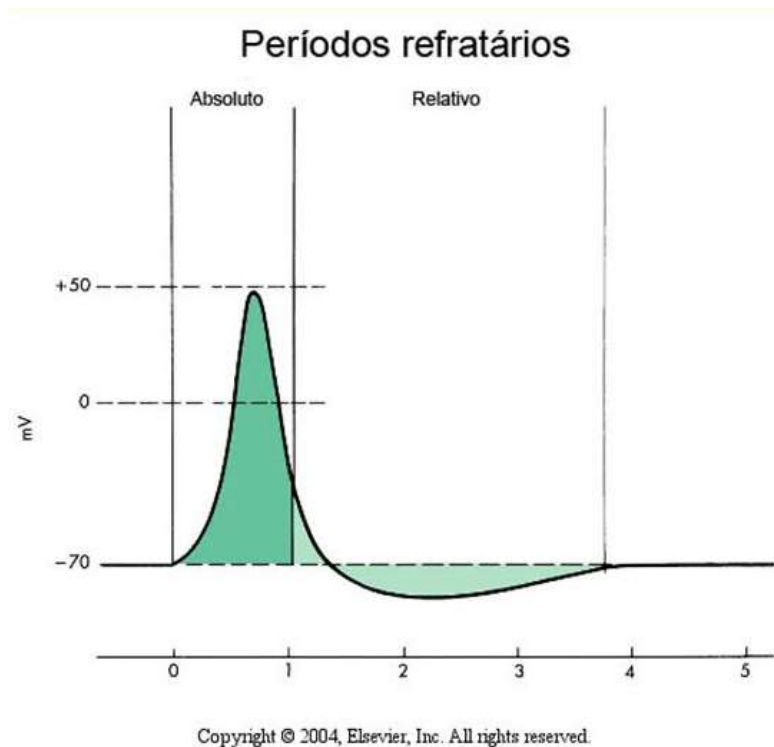 Períodos refratários
Absoluto Relativo
+50
0
mV
-70
0 1 2 3 4 5
Copyright © 2004, Elsevier, Inc. All rights reserved.